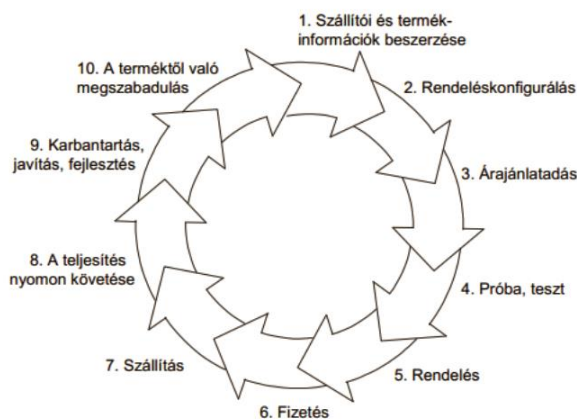 1. Szállítói és termék-
információk beszerzése
2. Rendeléskonfigurálás
3. Árajánlatadás
4. Próba, teszt
5. Rendelés
6. Fizetés
7. Szállítás
8. A teljesítés
nyomon követése
9. Karbantartás,
javítás, fejlesztés
10. A terméktől való
megszabadulás